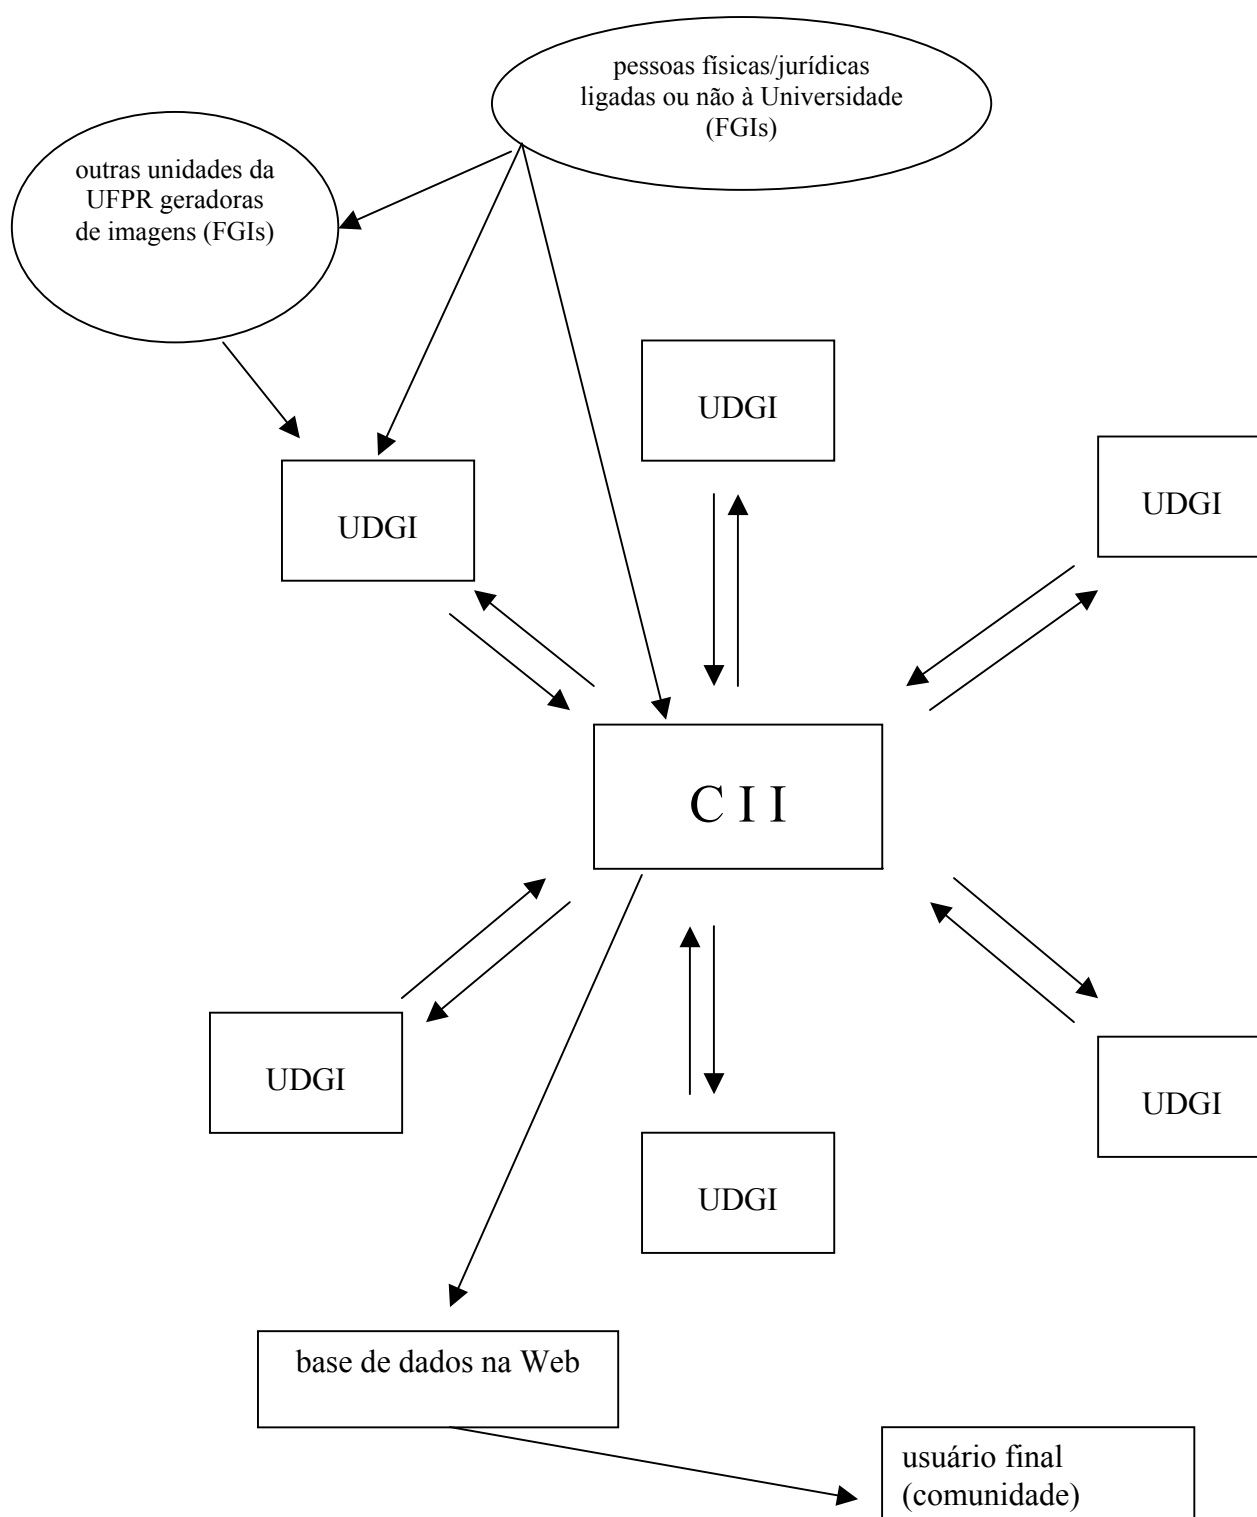 pessoas físicas/jurídicas
ligadas ou não à Universidade
(FGIs)
outras unidades da
UFPR geradoras
de imagens (FGIs)
UDGI
UDGI
UDGI
C I I
UDGI
UDGI
UDGI
base de dados na Web
usuário final
(comunidade)